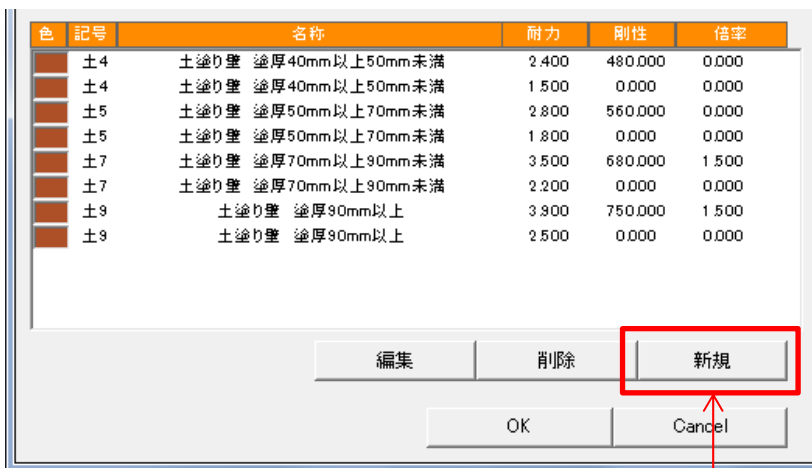 色 記号 名称 耐力 剛性 倍率
土4 土塗り壁 塗厚40mm以上50mm未満 2.400 480.000 0.000
土4 土塗り壁 塗厚40mm以上50mm未満 1.500 0.000 0.000
土5 土塗り壁 塗厚50mm以上70mm未満 2.800 560.000 0.000
土5 土塗り壁 塗厚50mm以上70mm未満 1.800 0.000 0.000
土7 土塗り壁 塗厚70mm以上90mm未満 3.500 680.000 1.500
土7 土塗り壁 塗厚70mm以上90mm未満 2.200 0.000 0.000
土9 土塗り壁 塗厚90mm以上 3.900 750.000 1.500
土9 土塗り壁 塗厚90mm以上 2.500 0.000 0.000
編集 削除 新規
OK Cancel